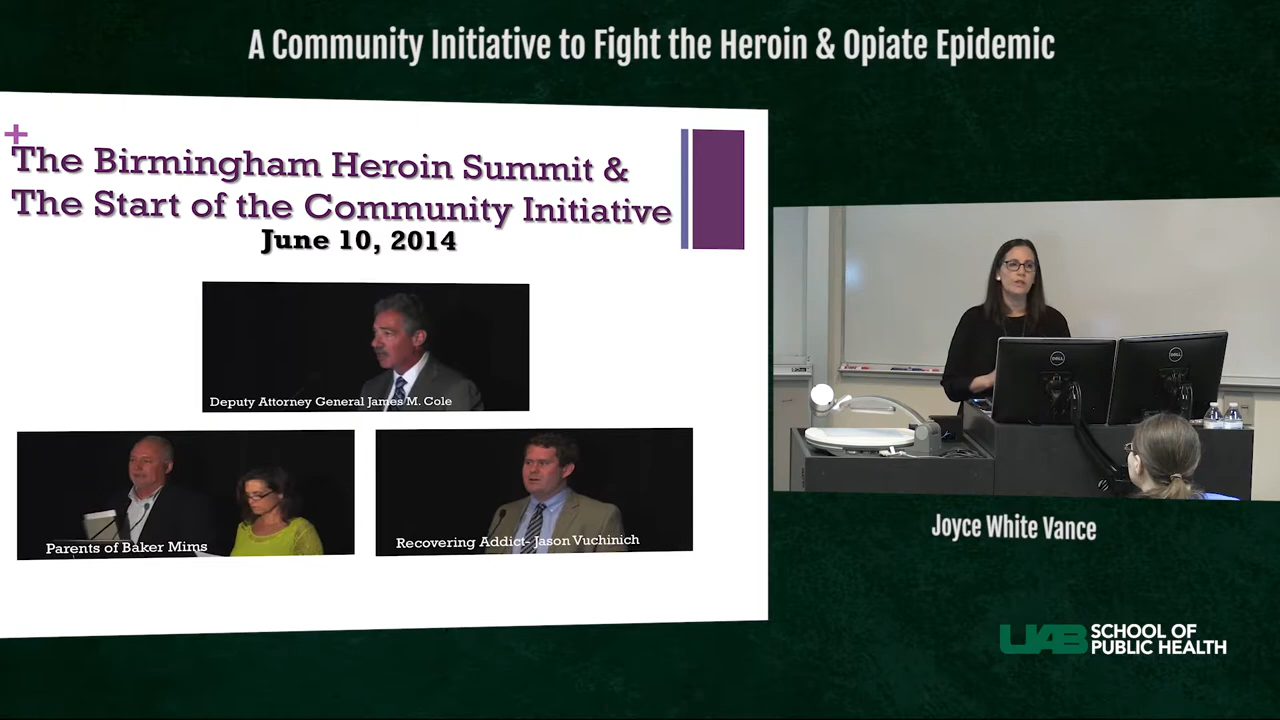 A Community Initiative to Fight the Heroin & Opiate Epidemic
+
The Birmingham Heroin Summit &
The Start of the Community Initiative
June 10, 2014
Deputy Attorney General James M. Cole
Parents of Baker Mims
Recovering Addict- Jason Vuchinich
DELL
DELL
Joyce White Vance
UAB SCHOOL OF
PUBLIC HEALTH